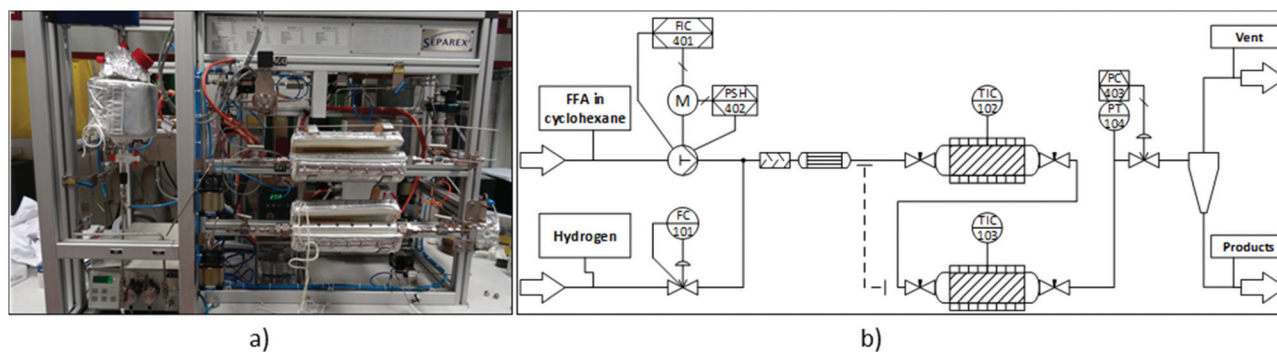 SEPAREX
FIC
401
M
PSH
402
FFA in
cyclohexane
Hydrogen
FC
101
TIC
102
TIC
103
PC
403
PT
104
Vent
Products
a)
b)